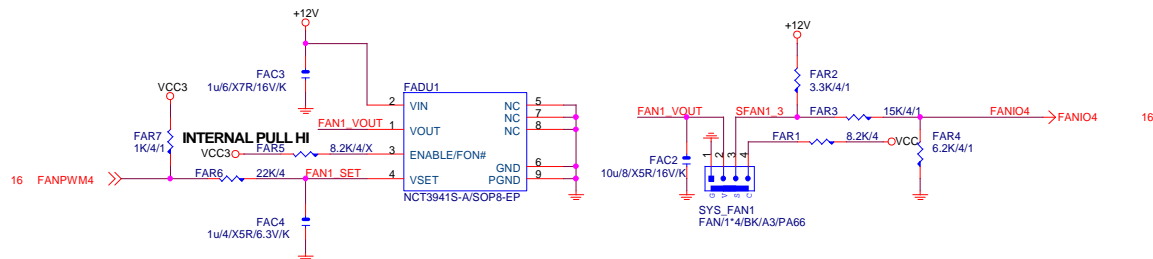 +12V
FAC3
1u/6/X7R/16V/K
VCC3
FAR7
1K/4/1
INTERNAL PULL HI
VCC3
FAR5
8.2K/4/X
16 FANPWM4
FAR6
22K/4
FAN1_SET
FAC4
1u/4/X5R/6.3V/K
FAN1_VOUT
FADU1
2 VIN
1 VOUT
3 ENABLE/FON#
4 VSET
NC 5
NC 7
NC 8
GND 6
PGND 9
NCT3941S-A/SOP8-EP
+12V
FAR2
3.3K/4/1
FAN1_VOUT
SFAN1_3
FAR3
15K/4/1
FANIO4
FANIO4
16
FAR1
8.2K/4
VCC
FAR4
6.2K/4/1
FAC2
10u/8/X5R/16V/K
1 2 3 4
G V S C
SYS_FAN1
FAN/1*4/BK/A3/PA66